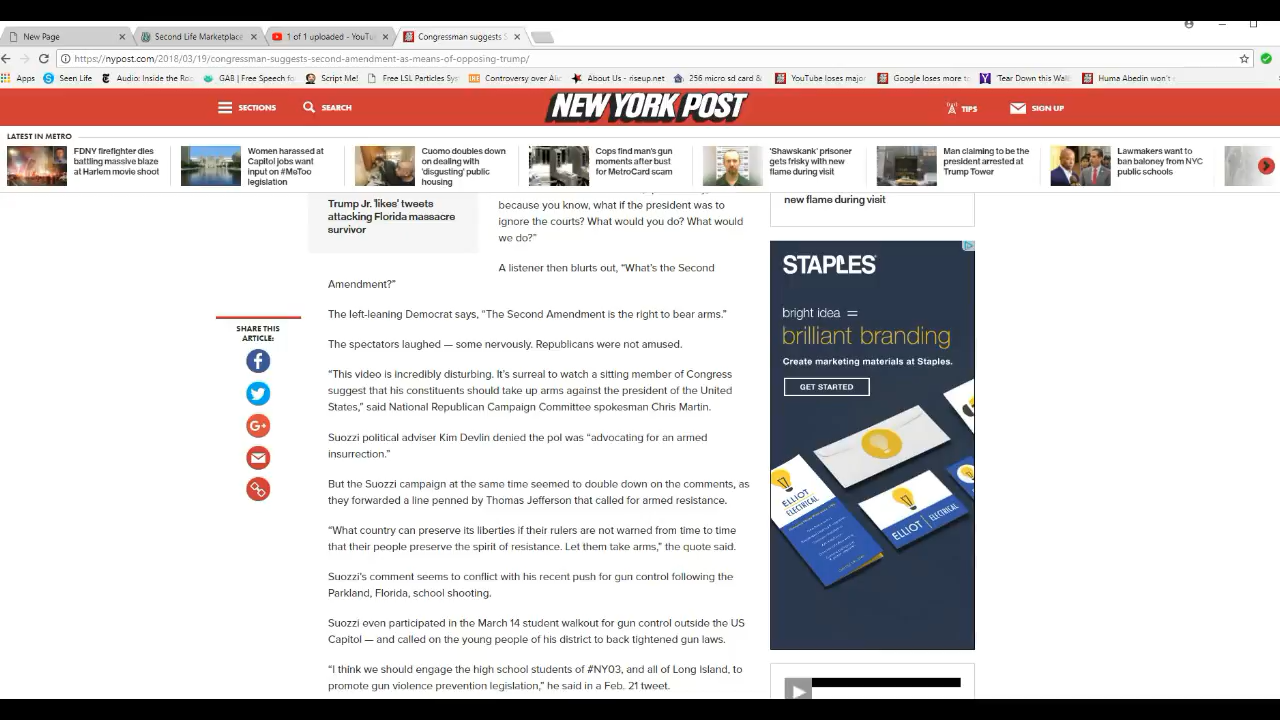 New Page
Second Life Marketplace
1 of 1 uploaded - YouTu
Congressman suggests S
https://nypost.com/2018/03/19/congressman-suggests-second-amendment-as-means-of-opposing-trump/
Apps
Seen Life
Audio: Inside the Roo
GAB | Free Speech fo
Script Me!
Free LSL Particles Sys
Controversy over Alic
About Us - riseup.net
256 micro sd card &
YouTube loses major
Google loses more to
'Tear Down this Wal
Huma Abedin won't
SECTIONS
SEARCH
NEW YORK POST
TIPS
SIGN UP
LATEST IN METRO
FDNY firefighter dies
battling massive blaze
at Harlem movie shoot
Women harassed at
Capitol jobs want
input on #MeToo
legislation
Cuomo doubles down
on dealing with
'disgusting' public
housing
Cops find man's gun
moments after bust
for MetroCard scam
'Shawskank' prisoner
gets frisky with new
flame during visit
Man claiming to be the
president arrested at
Trump Tower
Lawmakers want to
ban baloney from NYC
public schools
Trump Jr. 'likes' tweets
attacking Florida massacre
survivor
because you know, what if the president was to
ignore the courts? What would you do? What would
we do?”
A listener then blurts out, “What's the Second
Amendment?”
The left-leaning Democrat says, “The Second Amendment is the right to bear arms.”
The spectators laughed — some nervously. Republicans were not amused.
“This video is incredibly disturbing. It's surreal to watch a sitting member of Congress
suggest that his constituents should take up arms against the president of the United
States,” said National Republican Campaign Committee spokesman Chris Martin.
Suozzi political adviser Kim Devlin denied the pol was “advocating for an armed
insurrection.”
But the Suozzi campaign at the same time seemed to double down on the comments, as
they forwarded a line penned by Thomas Jefferson that called for armed resistance.
“What country can preserve its liberties if their rulers are not warned from time to time
that their people preserve the spirit of resistance. Let them take arms,” the quote said.
Suozzi's comment seems to conflict with his recent push for gun control following the
Parkland, Florida, school shooting.
Suozzi even participated in the March 14 student walkout for gun control outside the US
Capitol — and called on the young people of his district to back tightened gun laws.
“I think we should engage the high school students of #NY03, and all of Long Island, to
promote gun violence prevention legislation,” he said in a Feb. 21 tweet.
SHARE THIS
ARTICLE:
new flame during visit
STAPLES
bright idea =
brilliant branding
Create marketing materials at Staples.
GET STARTED
ELLIOT
ELECTRICAL
ELLIOT ELECTRICAL